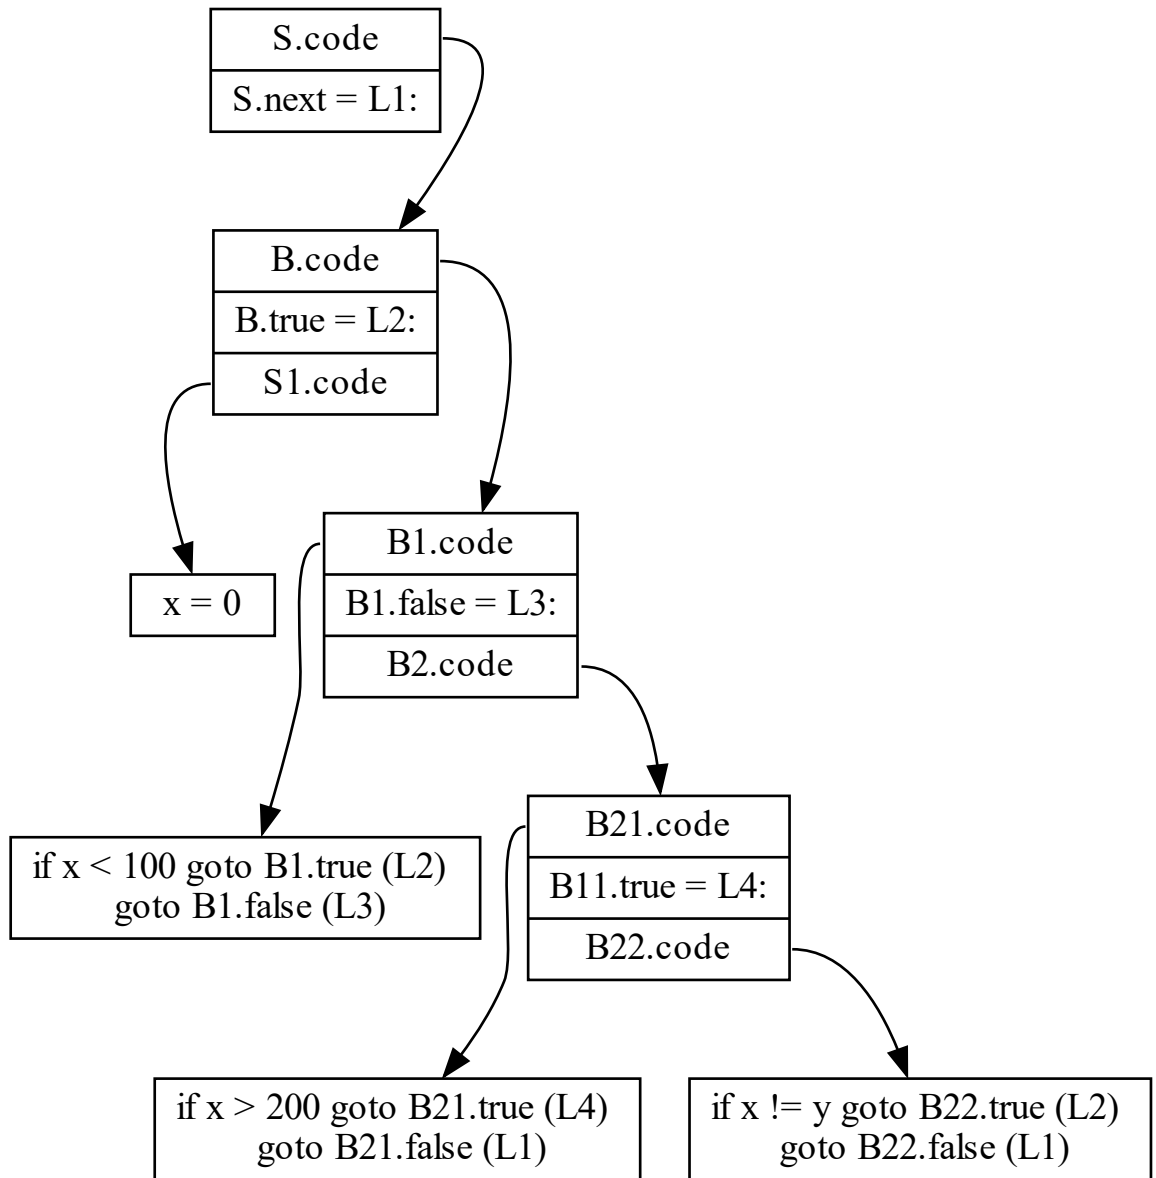 S.code
S.next = L1:
B.code
B.true = L2:
S1.code
B1.code
B1.false = L3:
B2.code
x = 0
B21.code
B11.true = L4:
B22.code
if x < 100 goto B1.true (L2)
goto B1.false (L3)
if x > 200 goto B21.true (L4)
goto B21.false (L1)
if x != y goto B22.true (L2)
goto B22.false (L1)